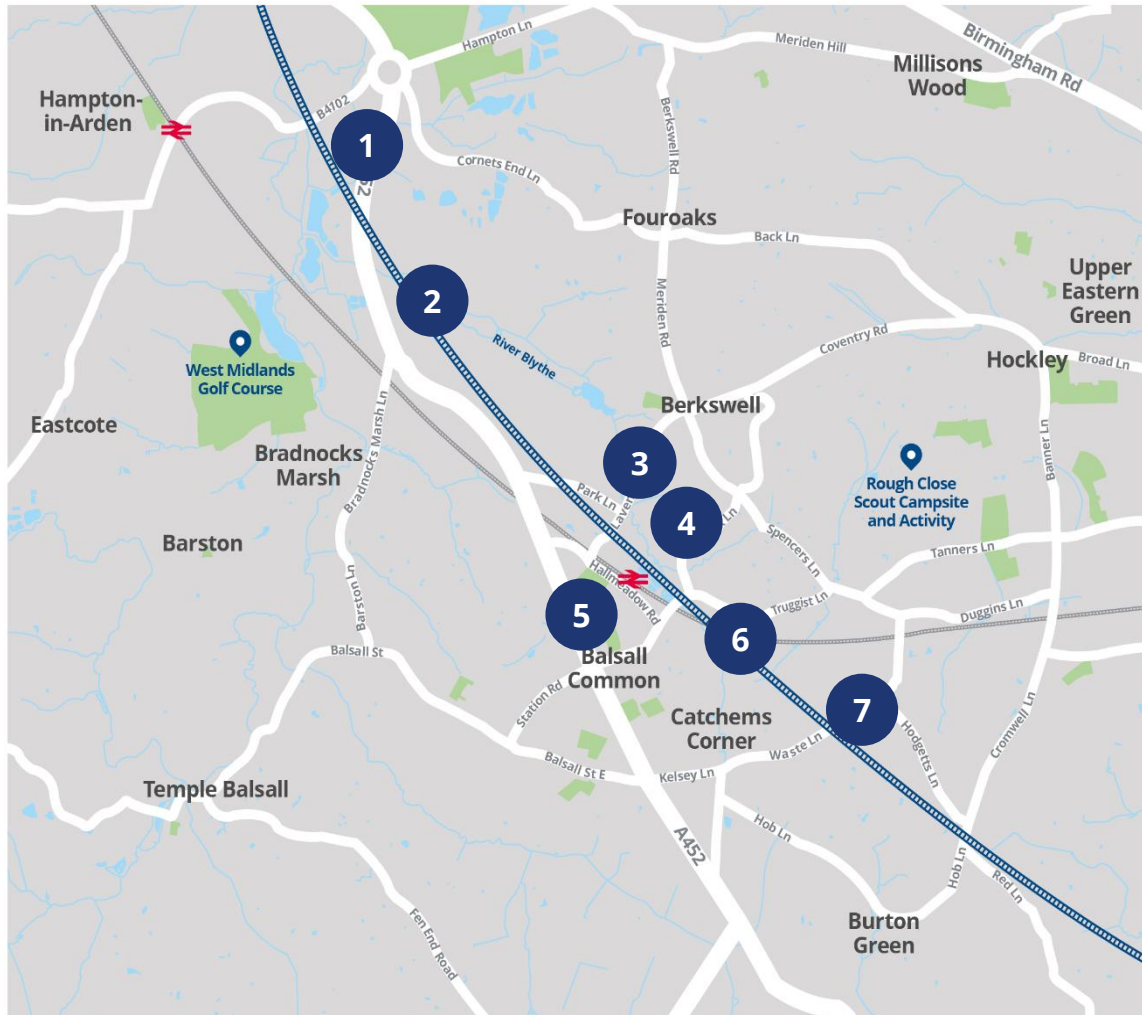 Hampton Ln
Meriden Hill
Birmingham Rd
Millisons
Wood
Hampton-
in-Arden
B4102
1
52
Cornets End Ln
Berkswell Rd
Fouroaks
Back Ln
Upper
Eastern
Green
2
River Blythe
Meriden Rd
Coventry Rd
Hockley
Broad Ln
West Midlands
Golf Course
Berkswell
Eastcote
Bradnocks
Marsh
Bradnocks Marsh Ln
3
Park Ln
Laver
4
Ln
Rough Close
Scout Campsite
and Activity
Banner Ln
Barston
Spencers Ln
Tanners Ln
Barston Ln
Hallmeadow Rd
5
Truggist Ln
Duggins Ln
6
Balsall St
Balsall
Common
Station Rd
Catchems
Corner
7
Waste Ln
Hodgetts Ln
Cromwell Ln
Balsall St E
Kelsey Ln
Temple Balsall
A452
Hob Ln
Hob Ln
Red Ln
Burton
Green
Fen End Road